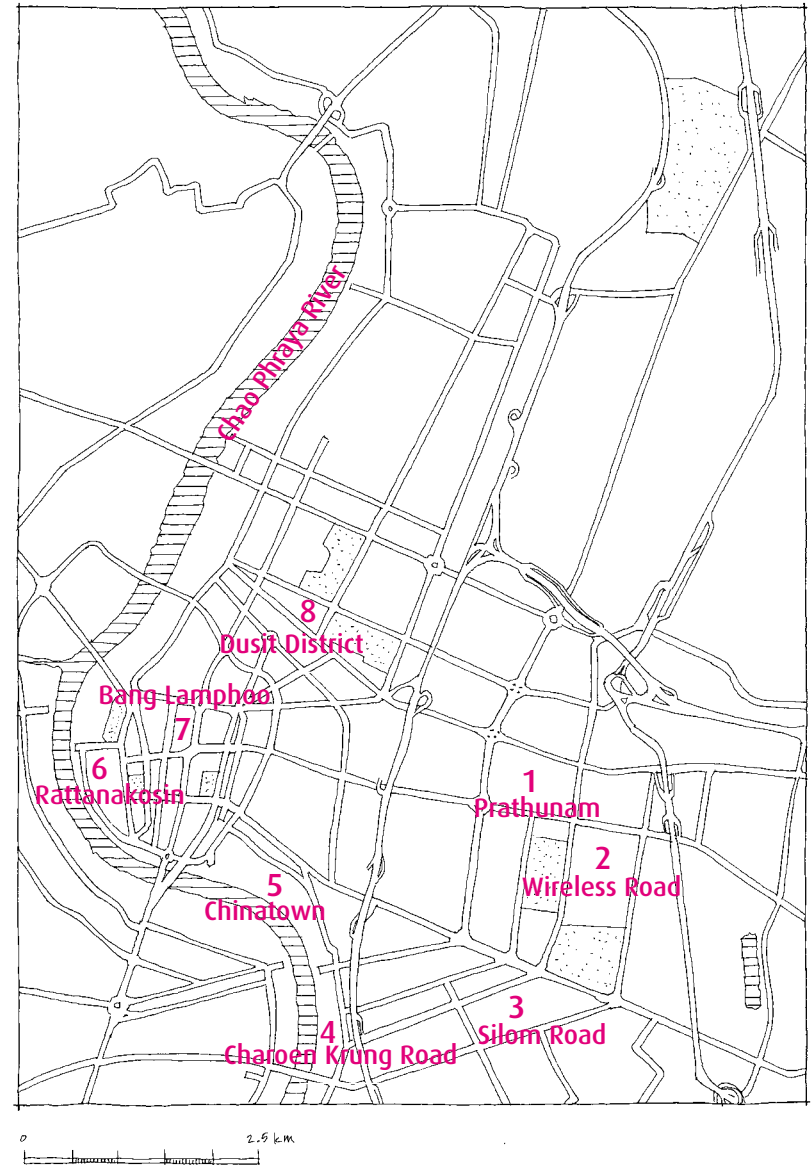 Chao Phraya River
8
Dusit District
Bang Lamphoo
7
6
Rattanakosin
1
Prathunam
2
Wireless Road
5
Chinatown
3
Silom Road
4
Charoen Krung Road
0 2.5 km